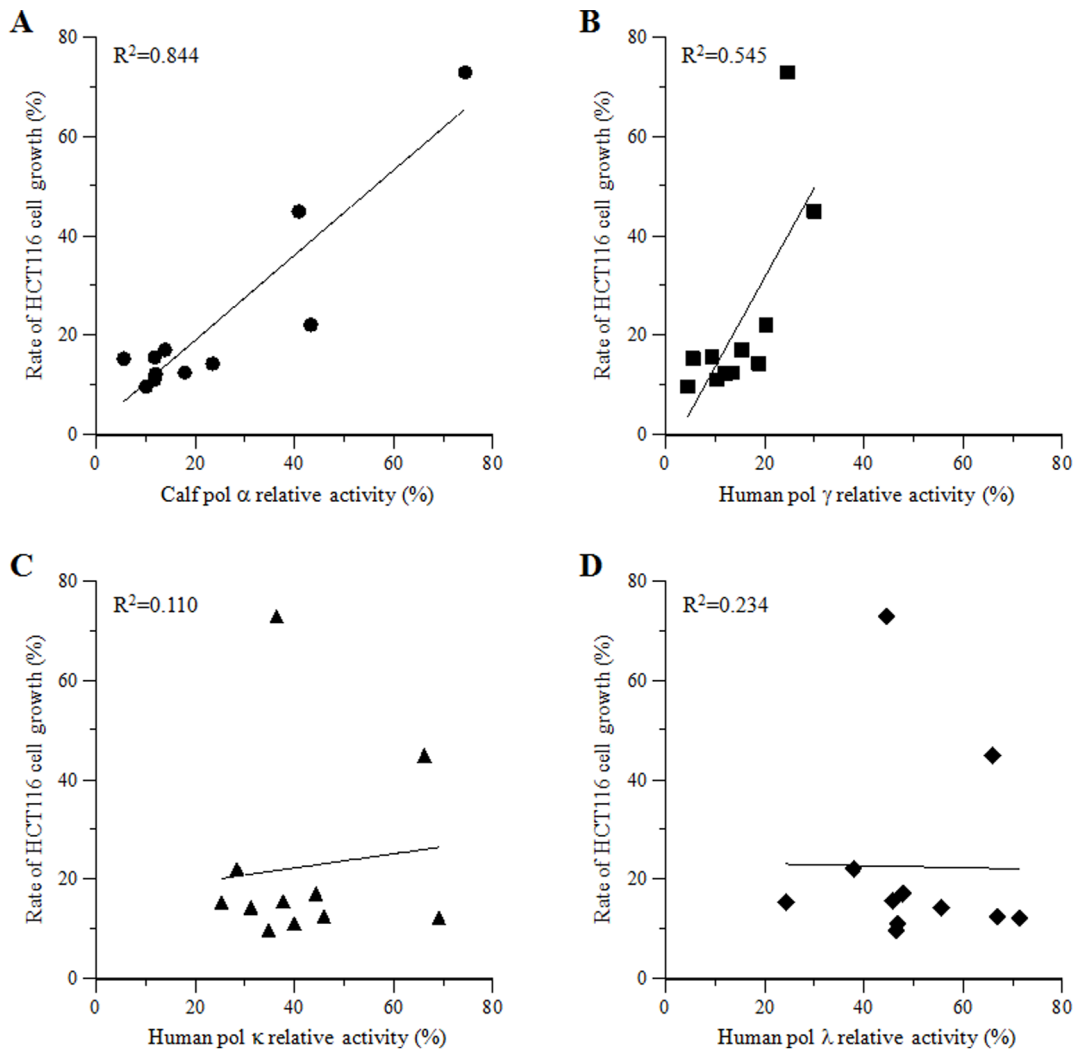 A
R²=0.844
Rate of HCT116 cell growth (%)
80
60
40
20
0
0 20 40 60 80
Calf pol α relative activity (%)
B
R²=0.545
Rate of HCT116 cell growth (%)
80
60
40
20
0
0 20 40 60 80
Human pol γ relative activity (%)
C
R²=0.110
Rate of HCT116 cell growth (%)
80
60
40
20
0
0 20 40 60 80
Human pol κ relative activity (%)
D
R²=0.234
Rate of HCT116 cell growth (%)
80
60
40
20
0
0 20 40 60 80
Human pol λ relative activity (%)